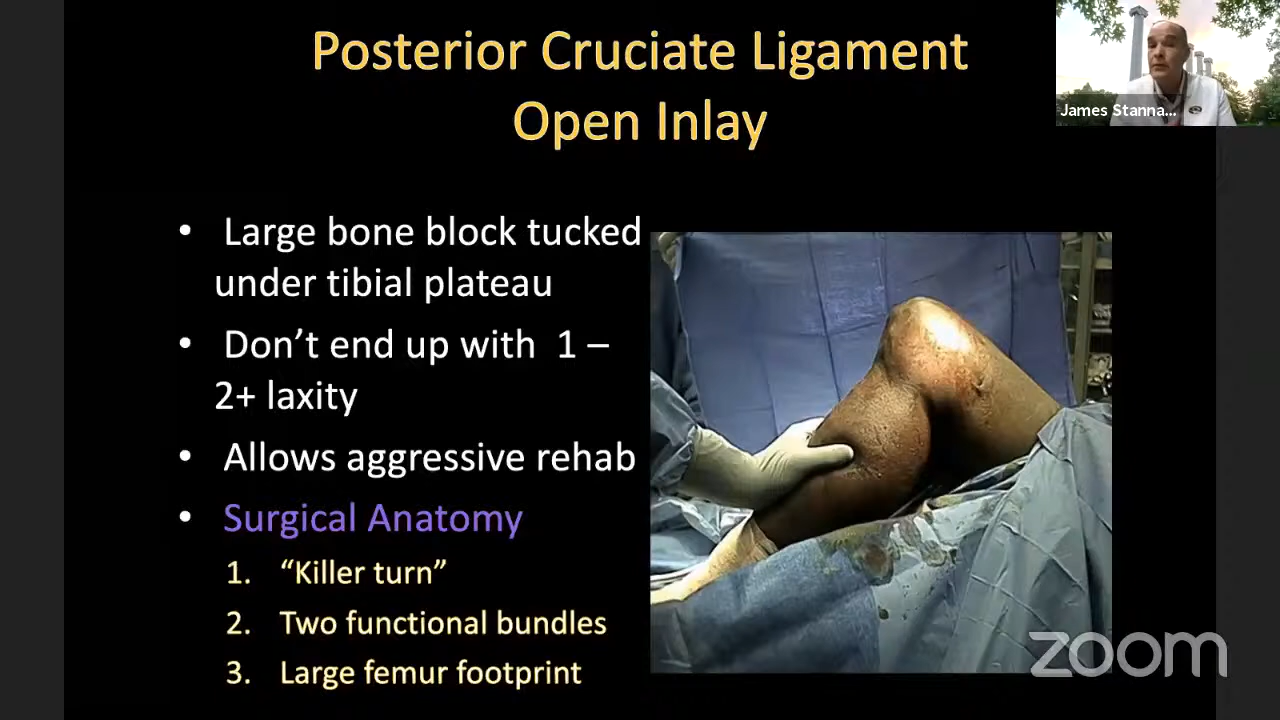 Posterior Cruciate Ligament
Open Inlay
James Stanna...
• Large bone block tucked
under tibial plateau
• Don’t end up with 1 –
2+ laxity
• Allows aggressive rehab
• Surgical Anatomy
1. “Killer turn”
2. Two functional bundles
3. Large femur footprint
zoom